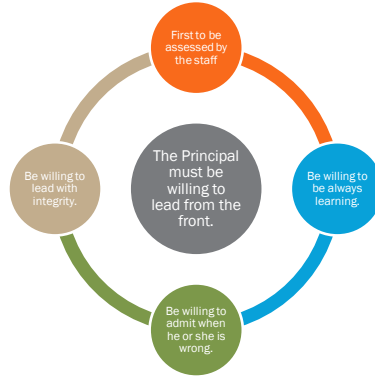 First to be
assessed by
the staff
The Principal
must be
willing to
lead from the
front.
Be willing to
lead with
integrity.
Be willing to
be always
learning.
Be willing to
admit when
he or she is
wrong.